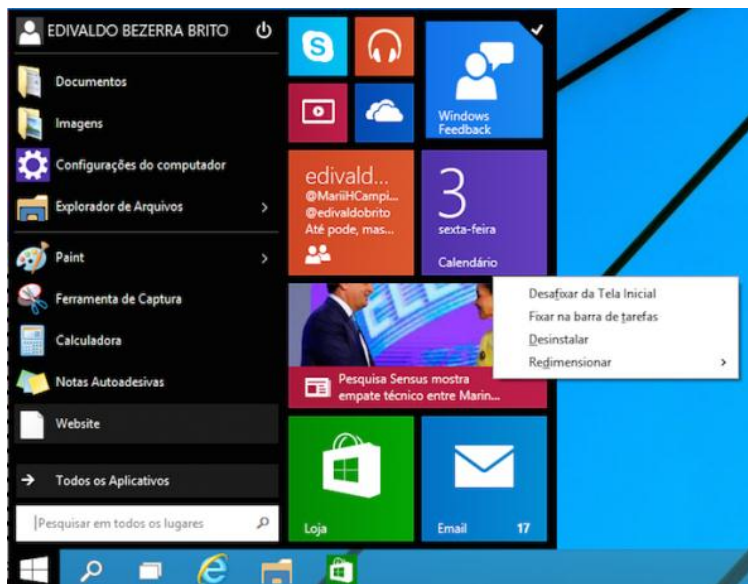 EDIVALDO BEZERRA BRITO
Documentos
Imagens
Configurações do computador
Explorador de Arquivos
Paint
Ferramenta de Captura
Calculadora
Notas Autoadesivas
Website
Todos os Aplicativos
Pesquisar em todos os lugares
Windows
Feedback
edivald...
@MariiHCampi...
@edivaldobrito
Até pode, mas...
3
sexta-feira
Calendário
Pesquisa Sensus mostra
empate técnico entre Marin...
Loja
Email 17
Desafixar da Tela Inicial
Fixar na barra de tarefas
Desinstalar
Redimensionar